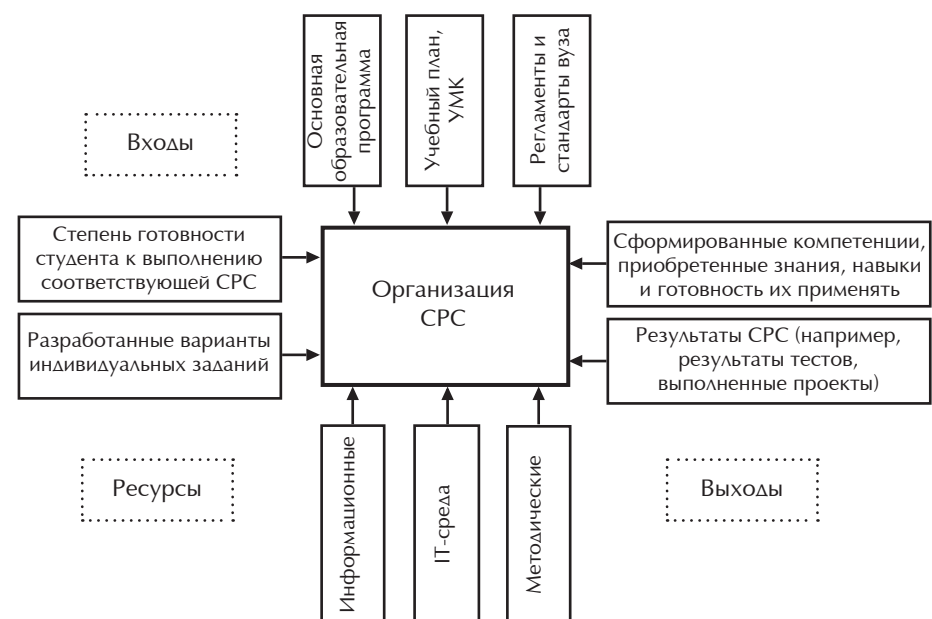 Основная
образовательная
программа
Учебный план,
УМК
Регламенты и
стандарты вуза
Входы
Степень готовности
студента к выполнению
соответствующей СРС
Разработанные варианты
индивидуальных заданий
Организация
СРС
Сформированные компетенции,
приобретенные знания, навыки
и готовность их применять
Результаты СРС (например,
результаты тестов,
выполненные проекты)
Ресурсы
Информационные
IT-среда
Методические
Выходы